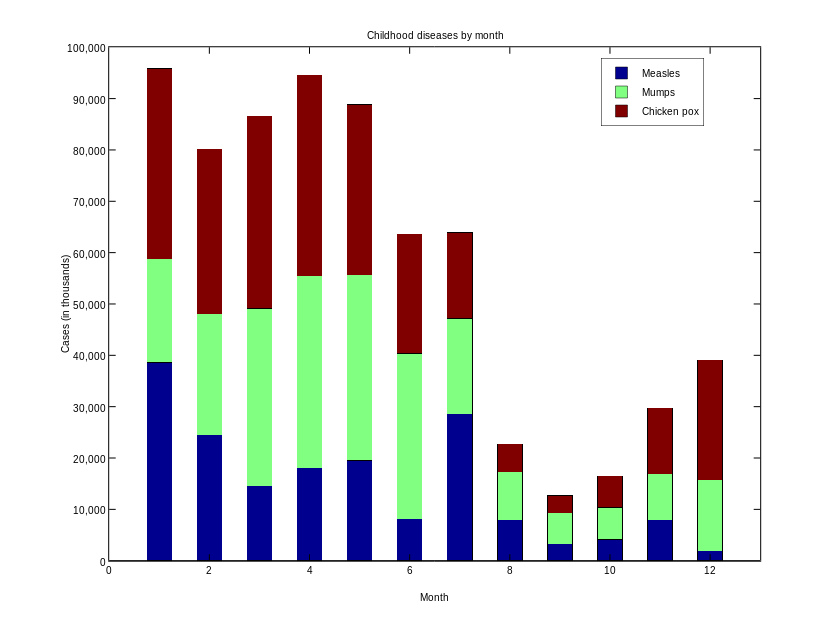 Childhood diseases by month
100,000
90,000
80,000
70,000
60,000
50,000
40,000
30,000
20,000
10,000
0
Cases (in thousands)
Measles
Mumps
Chicken pox
0 2 4 6 8 10 12
Month